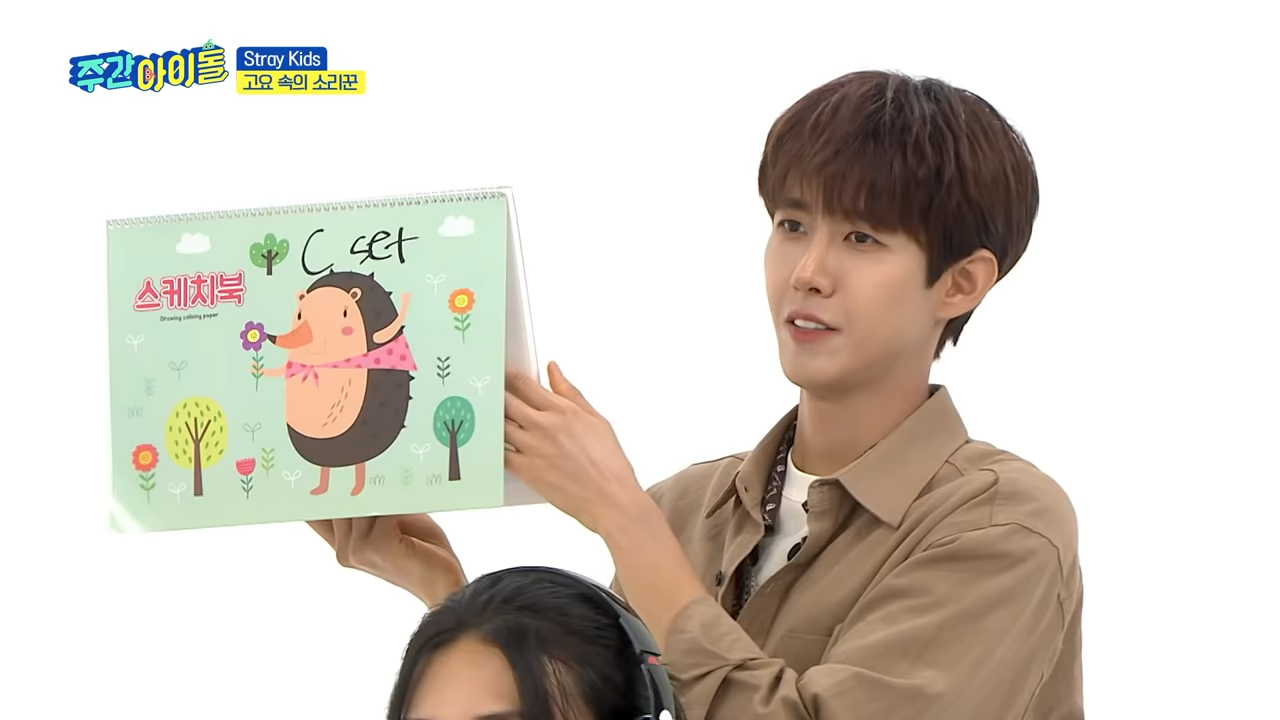 주간아이돌
Stray Kids
고요 속의 소리꾼
C set
스케치북
Drawing caloing paper